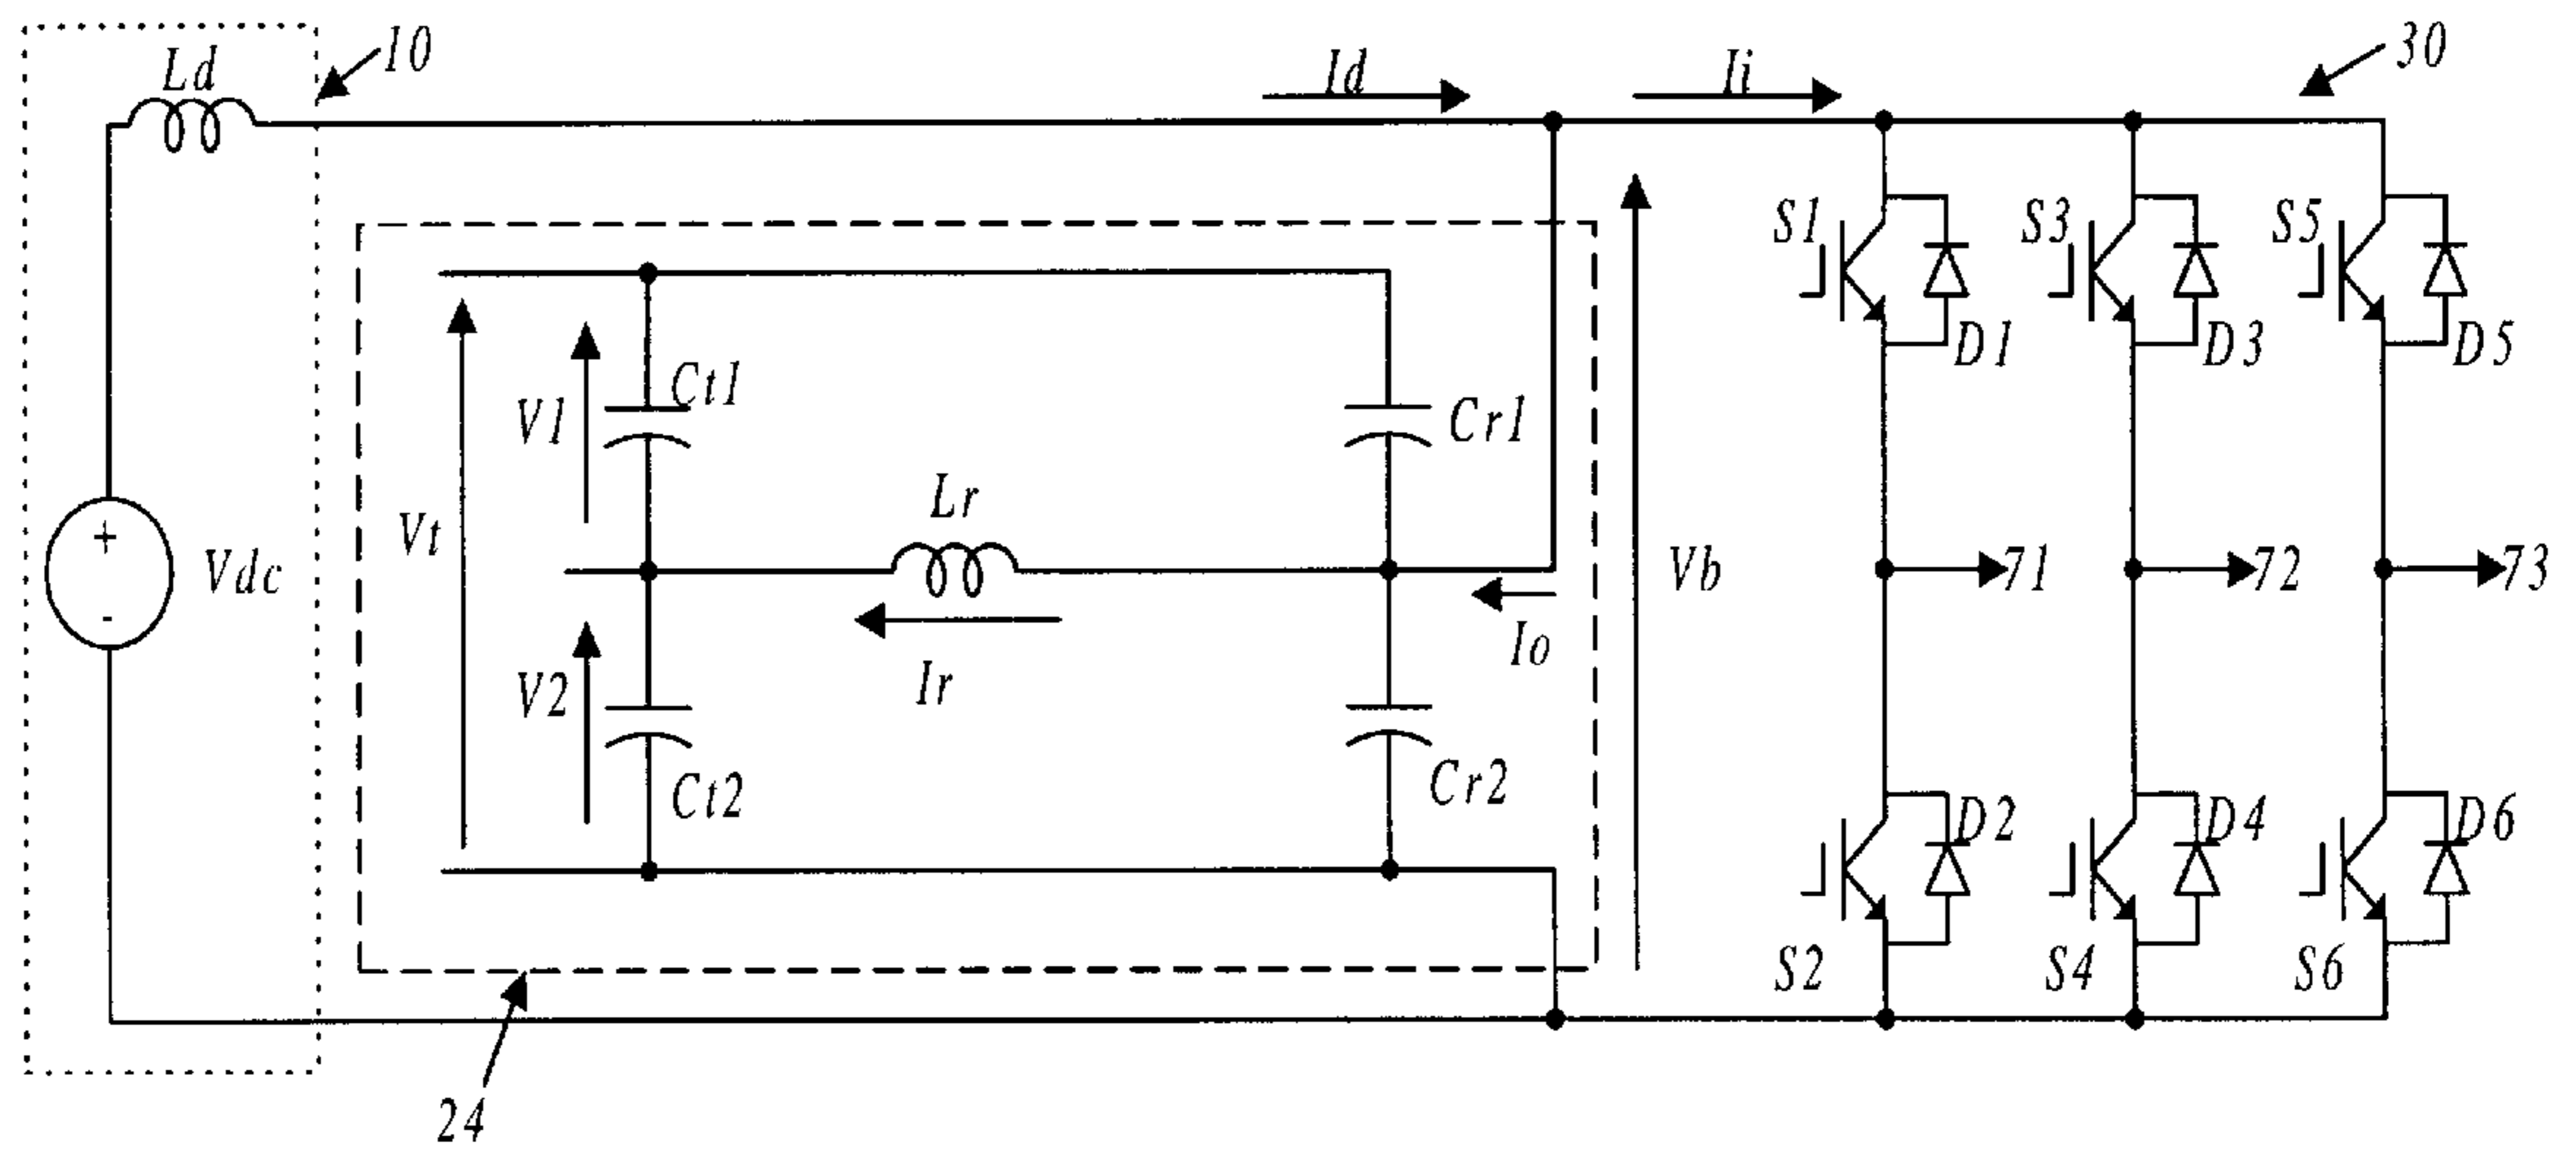 10
Ld
Id
Ii
30
S1
S3
S5
D1
D3
D5
Ct1
V1
Cr1
Lr
Vt
+
Vdc
-
Vb
71
72
73
Io
Ir
V2
Ct2
Cr2
D2
D4
D6
S2
S4
S6
24